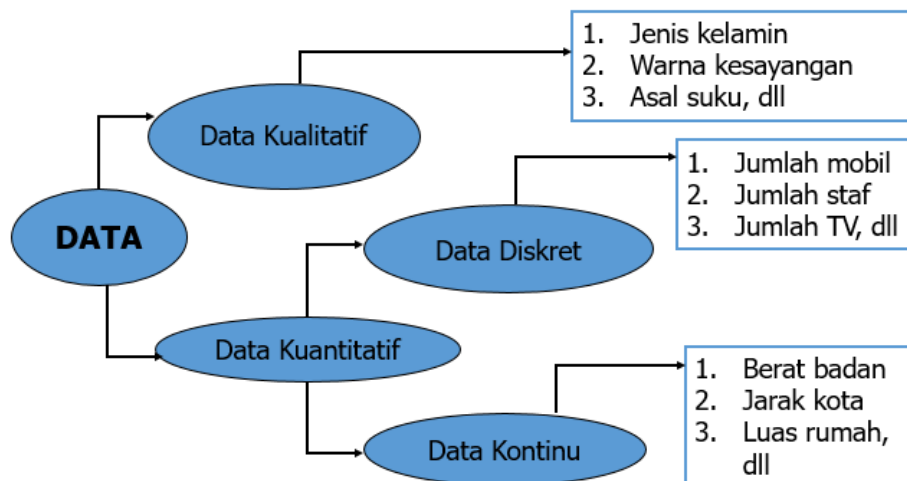 1. Jenis kelamin
2. Warna kesayangan
3. Asal suku, dll
Data Kualitatif
1. Jumlah mobil
2. Jumlah staf
3. Jumlah TV, dll
DATA
Data Diskret
Data Kuantitatif
1. Berat badan
2. Jarak kota
3. Luas rumah,
dll
Data Kontinu